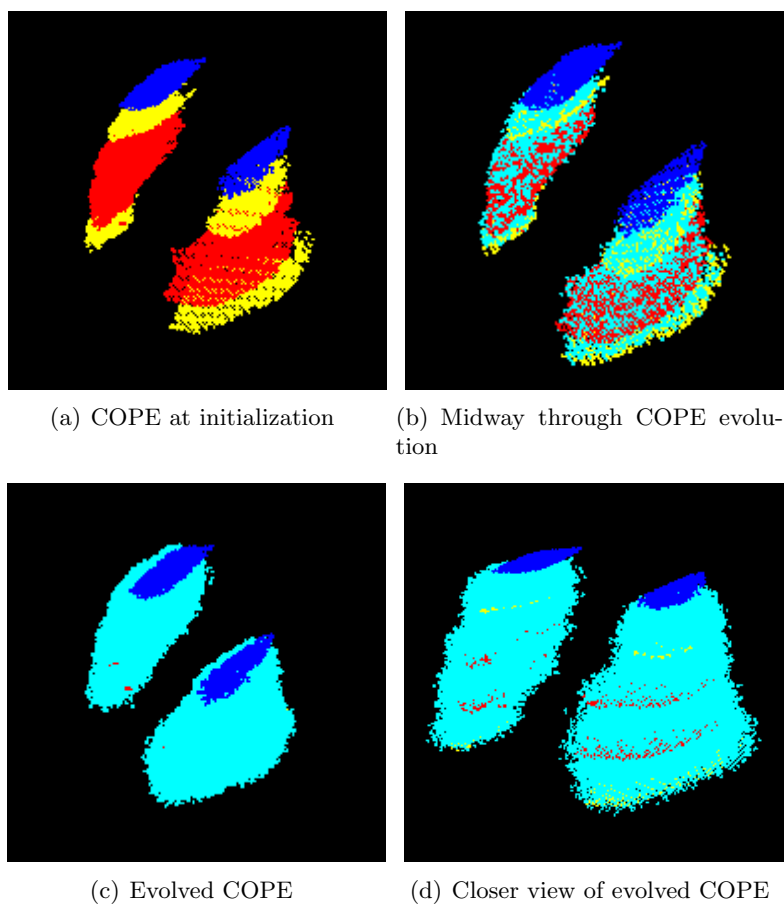 (a) COPE at initialization
(b) Midway through COPE evolu-
tion
(c) Evolved COPE
(d) Closer view of evolved COPE